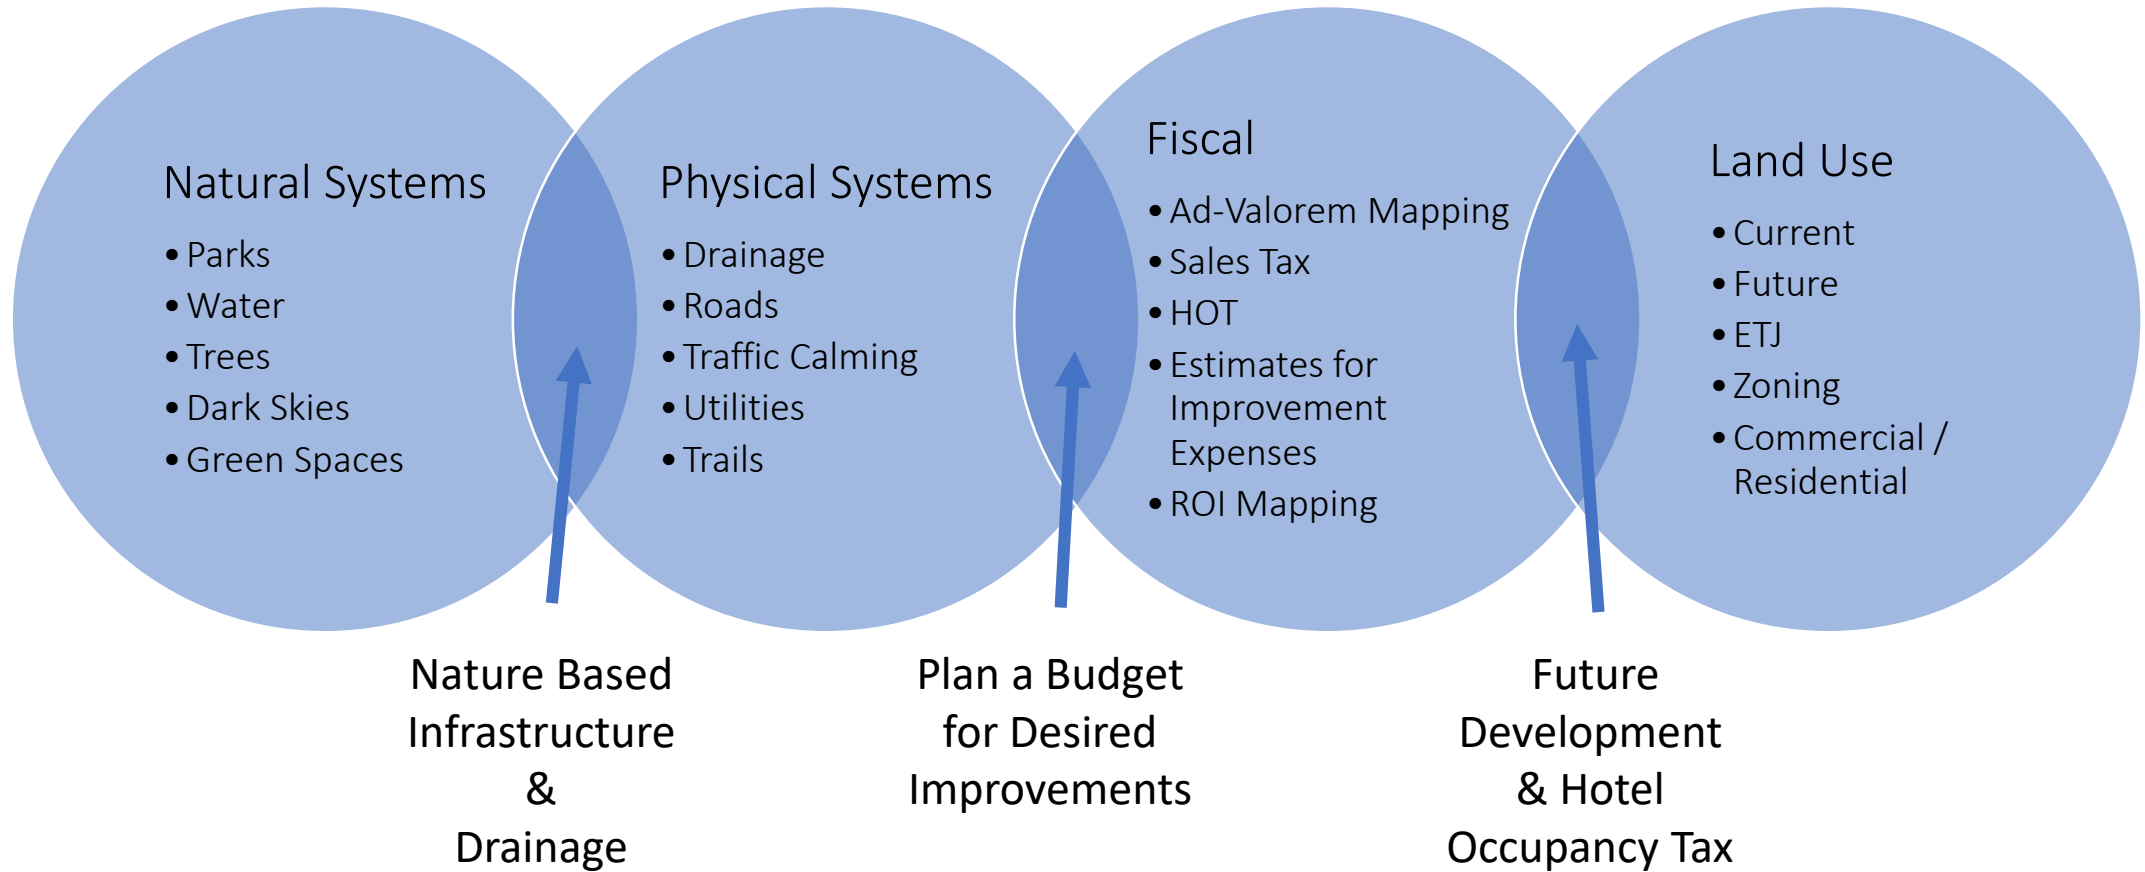 Natural Systems
• Parks
• Water
• Trees
• Dark Skies
• Green Spaces
Physical Systems
• Drainage
• Roads
• Traffic Calming
• Utilities
• Trails
Fiscal
• Ad-Valorem Mapping
• Sales Tax
• HOT
• Estimates for
Improvement
Expenses
• ROI Mapping
Land Use
• Current
• Future
• ETJ
• Zoning
• Commercial /
Residential
Nature Based
Infrastructure
&
Drainage
Plan a Budget
for Desired
Improvements
Future
Development
& Hotel
Occupancy Tax